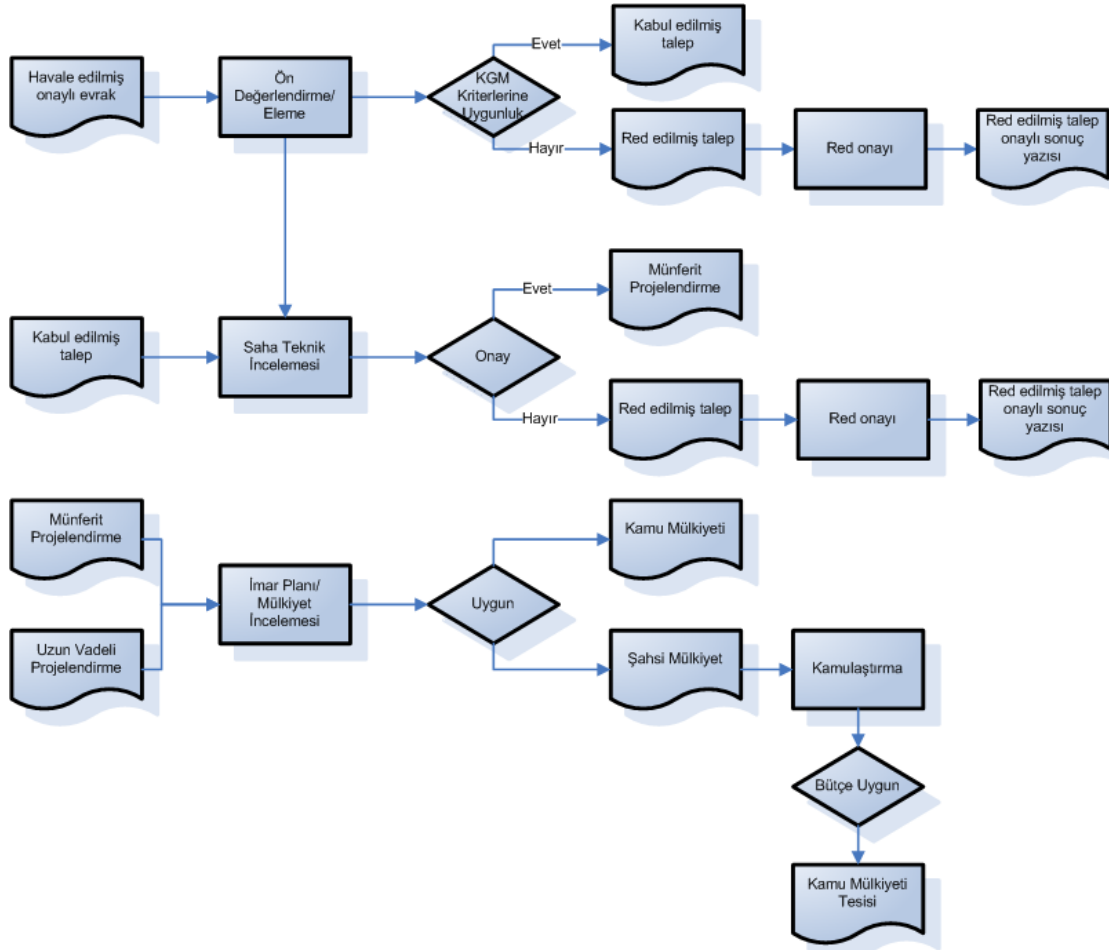 Havale edilmiş
onaylı evrak
Ön
Değerlendirme/
Eleme
KGM
Kriterlerine
Uygunluk
Evet
Kabul edilmiş
talep
Hayır
Red edilmiş talep
Red onayı
Red edilmiş talep
onaylı sonuç
yazısı
Kabul edilmiş
talep
Saha Teknik
İncelemesi
Onay
Evet
Münferit
Projelendirme
Hayır
Red edilmiş talep
Red onayı
Red edilmiş talep
onaylı sonuç
yazısı
Münferit
Projelendirme
Uzun Vadeli
Projelendirme
İmar Planı/
Mülkiyet
İncelemesi
Uygun
Kamu Mülkiyeti
Şahsi Mülkiyet
Kamulaştırma
Bütçe Uygun
Kamu Mülkiyeti
Tesisi